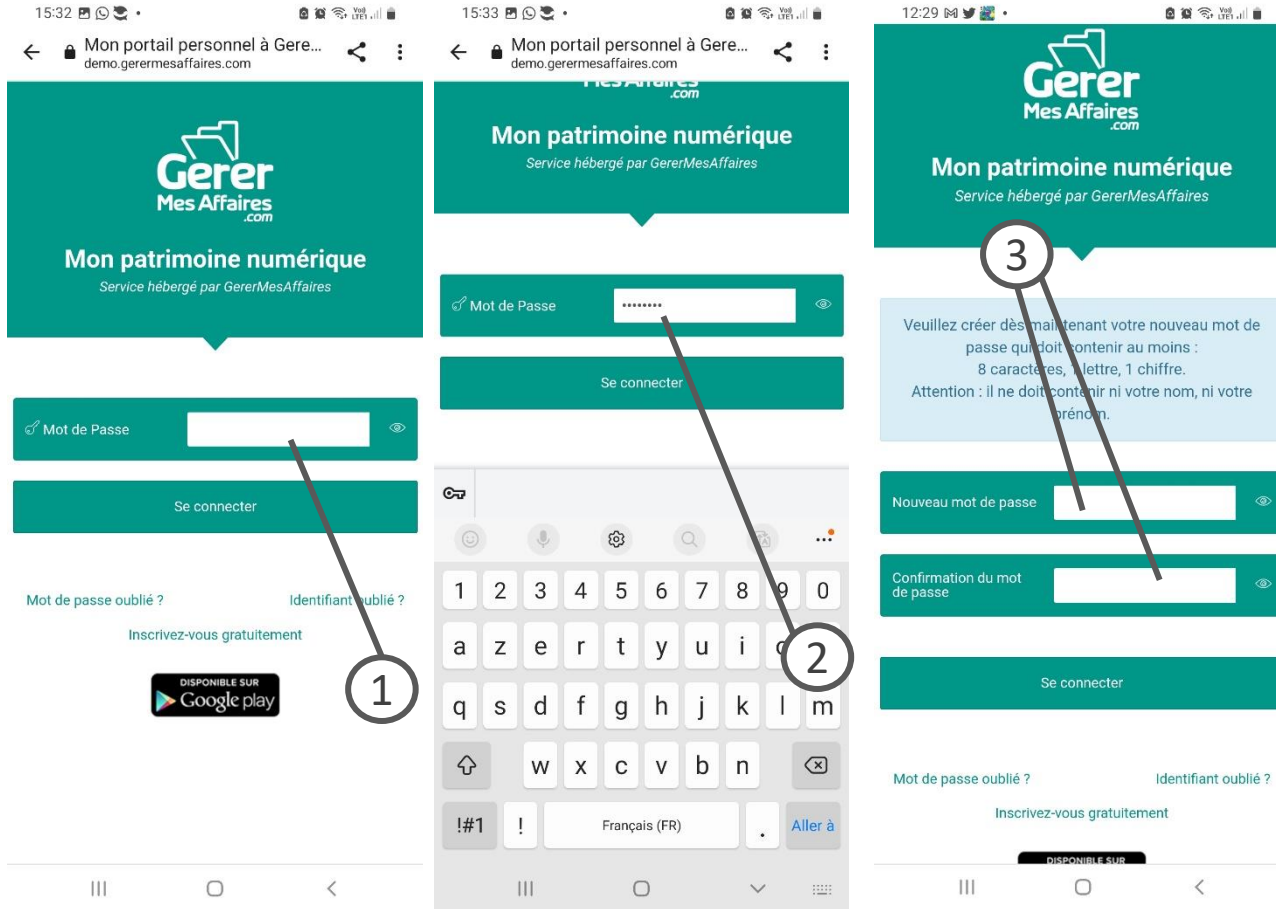 15:32
Mon portail personnel à Gere...
demo.gerermesaffaires.com
Gerer
Mes Affaires
.com
Mon patrimoine numérique
Service hébergé par GererMesAffaires
Mot de Passe
Se connecter
Mot de passe oublié ?
Identifiant oublié ?
Inscrivez-vous gratuitement
DISPONIBLE SUR
Google play
1
15:33
Mon portail personnel à Gere...
demo.gerermesaffaires.com
Mes Affaires
.com
Mon patrimoine numérique
Service hébergé par GererMesAffaires
Mot de Passe
••••••••
Se connecter
1 2 3 4 5 6 7 8 9 0
a z e r t y u i
2
q s d f g h j k l m
w x c v b n
!#1 ! Français (FR) . Aller à
12:29
Gerer
Mes Affaires
.com
Mon patrimoine numérique
Service hébergé par GererMesAffaires
3
Veuillez créer dès maintenant votre nouveau mot de
passe qui doit contenir au moins :
8 caractères, 1 lettre, 1 chiffre.
Attention : il ne doit contenir ni votre nom, ni votre
prénom.
Nouveau mot de passe
Confirmation du mot
de passe
Se connecter
Mot de passe oublié ?
Identifiant oublié ?
Inscrivez-vous gratuitement
DISPONIBLE SUR